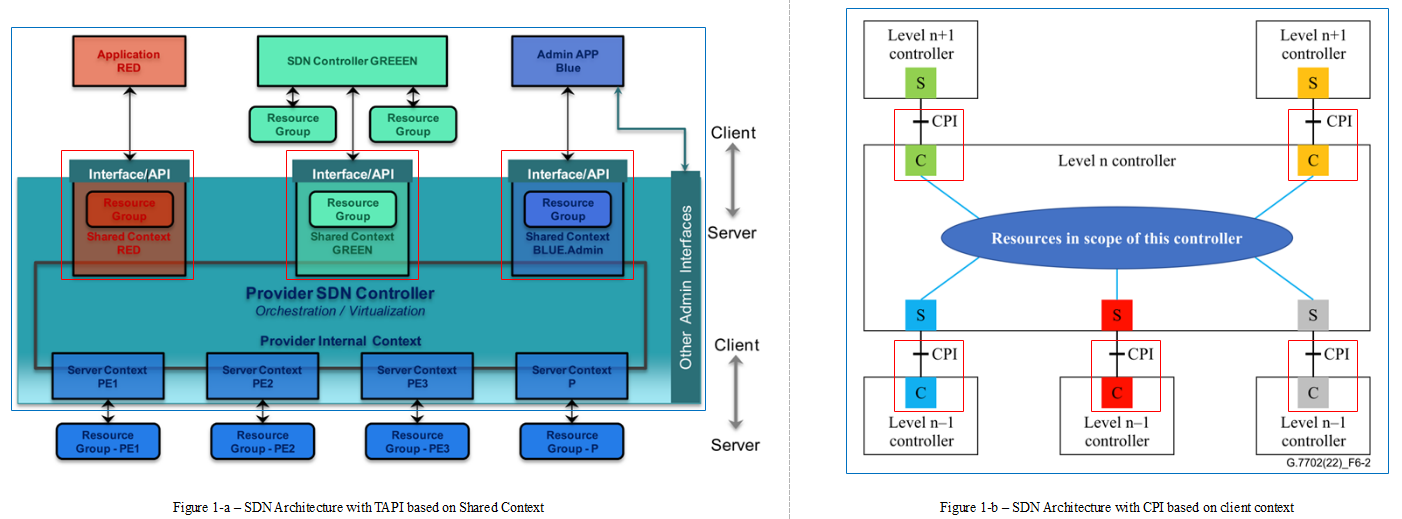 Application
RED
SDN Controller GREEEN
Admin APP
Blue
Resource
Group
Resource
Group
Client
Server
Interface/API
Resource
Group
Shared Context
RED
Interface/API
Resource
Group
Shared Context
GREEN
Interface/API
Resource
Group
Shared Context
BLUE.Admin
Other Admin Interfaces
Provider SDN Controller
Orchestration / Virtualization
Provider Internal Context
Server Context
PE1
Server Context
PE2
Server Context
PE3
Server Context
P
Client
Server
Resource
Group - PE1
Resource
Group - PE2
Resource
Group - PE3
Resource
Group - P
Figure 1-a – SDN Architecture with TAPI based on Shared Context
Level n+1
controller
S
CPI
C
Level n+1
controller
S
CPI
C
Level n controller
Resources in scope of this controller
S
CPI
C
Level n–1
controller
S
CPI
C
Level n–1
controller
S
CPI
C
Level n–1
controller
G.7702(22)_F6-2
Figure 1-b – SDN Architecture with CPI based on client context